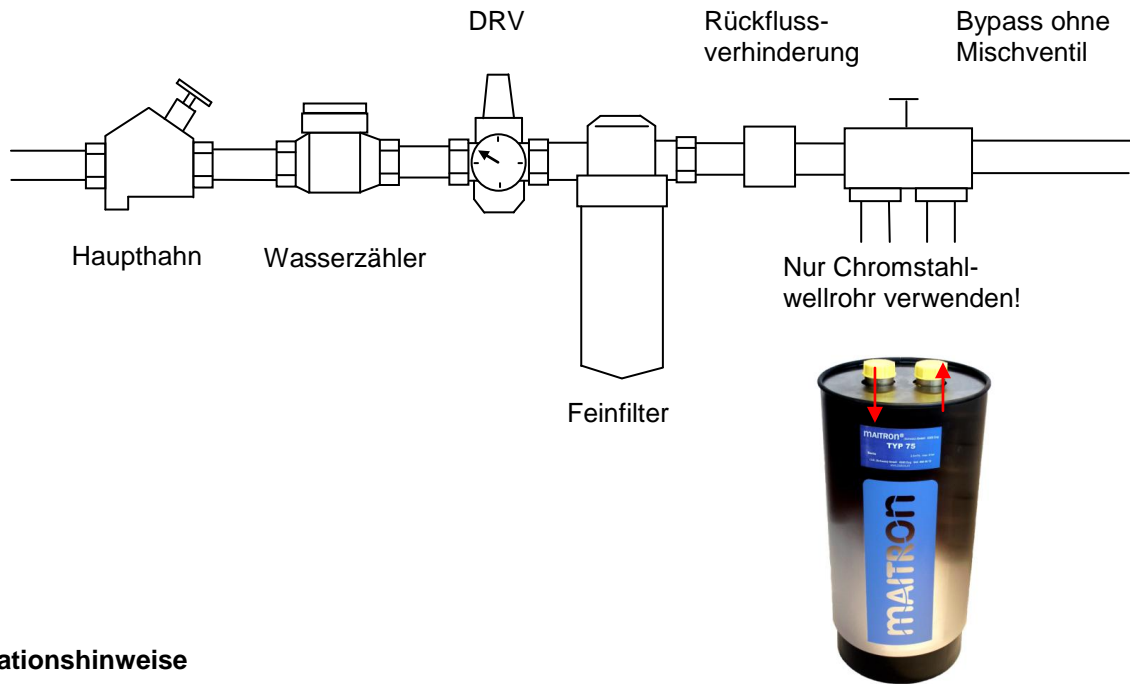 DRV
Rückfluss-
verhinderung
Bypass ohne
Mischventil
Haupthahn
Wasserzähler
Nur Chromstahl-
wellrohr verwenden!
Feinfilter
MAITRON®
TYP 75
MAITRON
ationshinweise